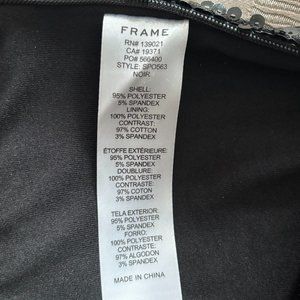 FRAME
RN# 139021
CA# 19371
PO# 566400
STYLE: SPD563
NOIR
SHELL:
95% POLYESTER
5% SPANDEX
LINING:
100% POLYESTER
CONTRAST:
97% COTTON
3% SPANDEX
ÉTOFFE EXTÉRIEURE:
95% POLYESTER
5% SPANDEX
DOUBLURE:
100% POLYESTER
CONTRASTE:
97% COTON
3% SPANDEX
TELA EXTERIOR:
95% POLYESTER
5% SPANDEX
FORRO:
100% POLYESTER
CONTRASTE:
97% ALGODON
3% SPANDEX
MADE IN CHINA